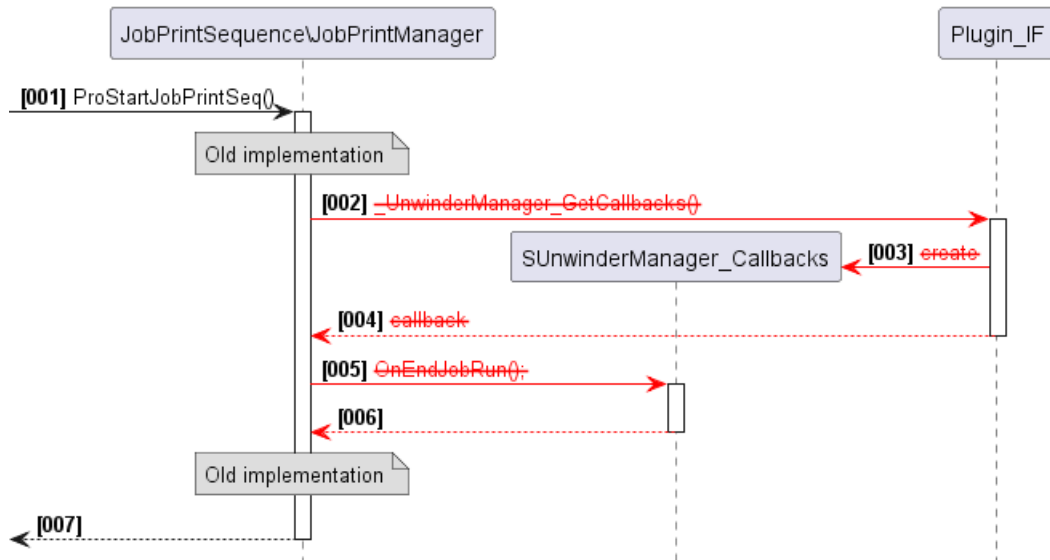 JobPrintSequence\JobPrintManager
Plugin_IF
[001] ProStartJobPrintSeq()
Old implementation
[002] _UnwinderManager_GetCallbacks()
SUnwinderManager_Callbacks
[003] create
[004] callback
[005] OnEndJobRun();
[006]
Old implementation
[007]